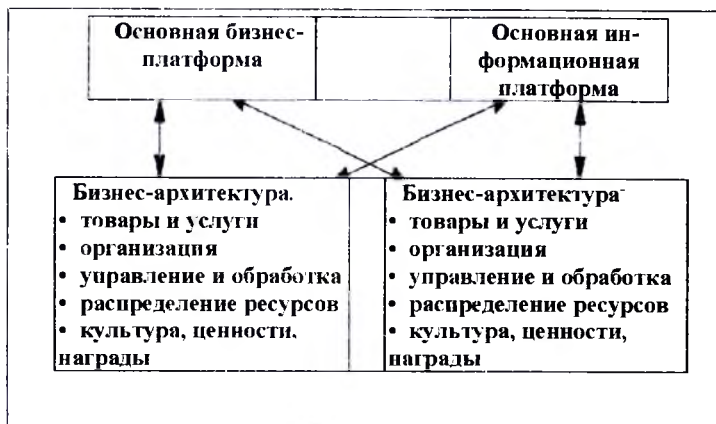 Основная бизнес-
платформа
Основная ин-
формационная
платформа
Бизнес-архитектура.
• товары и услуги
• организация
• управление и обработка
• распределение ресурсов
• культура, ценности,
награды
Бизнес-архитектура
• товары и услуги
• организация
• управление и обработка
• распределение ресурсов
• культура, ценности,
награды